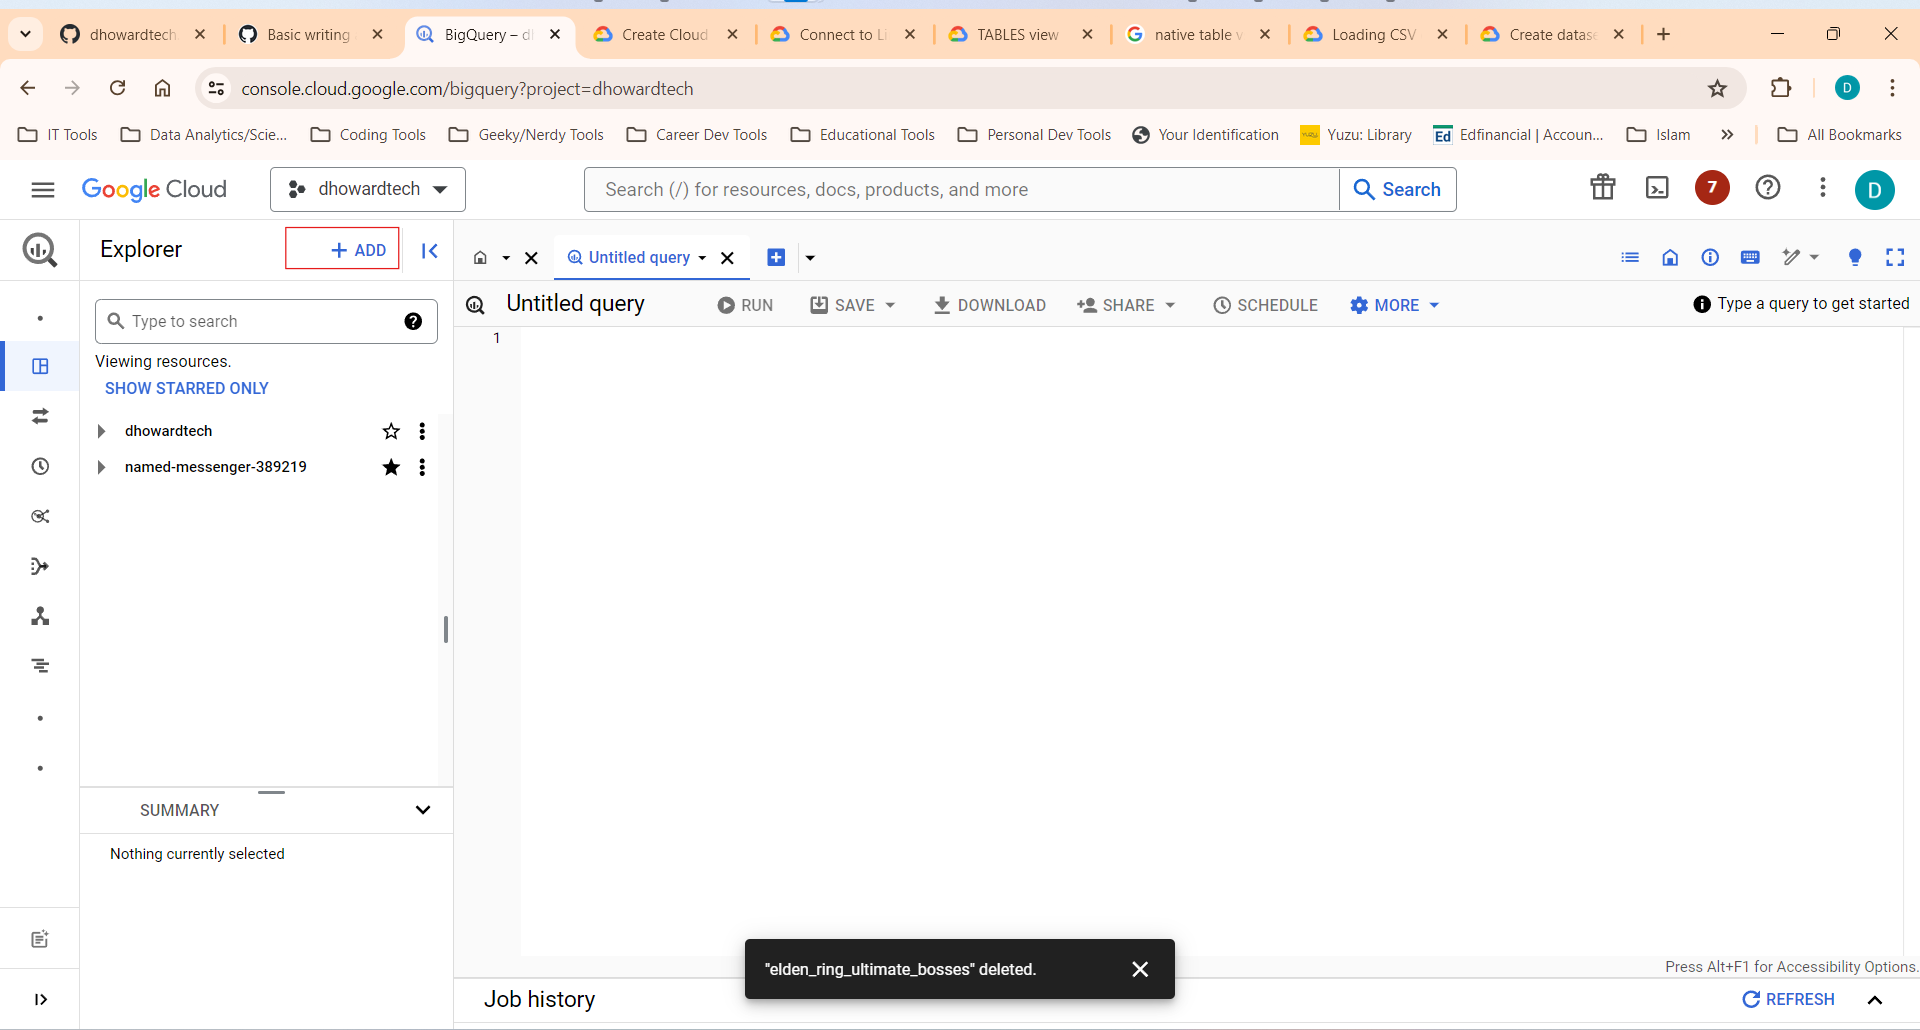 dhowardtech
Basic writing
BigQuery – d
Create Cloud
Connect to Li
TABLES view
native table v
Loading CSV
Create datase
console.cloud.google.com/bigquery?project=dhowardtech
D
IT Tools
Data Analytics/Scie...
Coding Tools
Geeky/Nerdy Tools
Career Dev Tools
Educational Tools
Personal Dev Tools
Your Identification
Yuzu: Library
Ed
Edfinancial | Accoun...
Islam
All Bookmarks
Google Cloud
dhowardtech
Search (/) for resources, docs, products, and more
Search
7
D
Explorer
+ ADD
Untitled query
Type to search
Untitled query
RUN
SAVE
DOWNLOAD
SHARE
SCHEDULE
MORE
Type a query to get started
1
Viewing resources.
SHOW STARRED ONLY
dhowardtech
named-messenger-389219
SUMMARY
Nothing currently selected
"elden_ring_ultimate_bosses" deleted.
Press Alt+F1 for Accessibility Options.
Job history
REFRESH